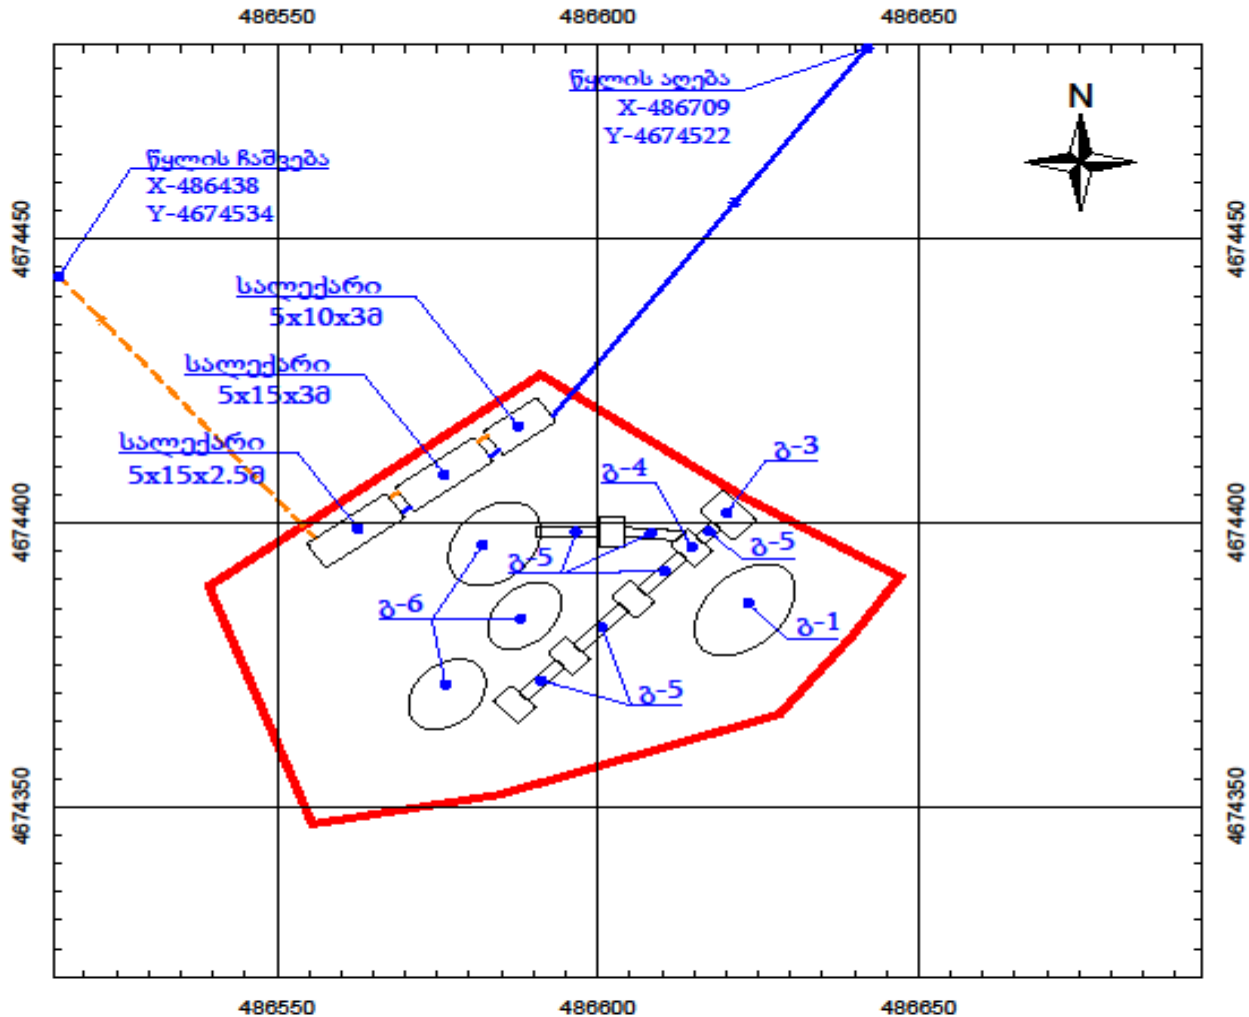 486550
486600
486650
წყლის აღება
X-486709
Y-4674522
N
წყლის ჩაშვება
X-486438
Y-4674534
4674450
4674450
სალექარი
5x10x3მ
სალექარი
5x15x3მ
სალექარი
5x15x2.5მ
გ-3
გ-4
4674400
4674400
გ-5
გ-5
გ-6
გ-1
გ-5
4674350
4674350
486550
486600
486650